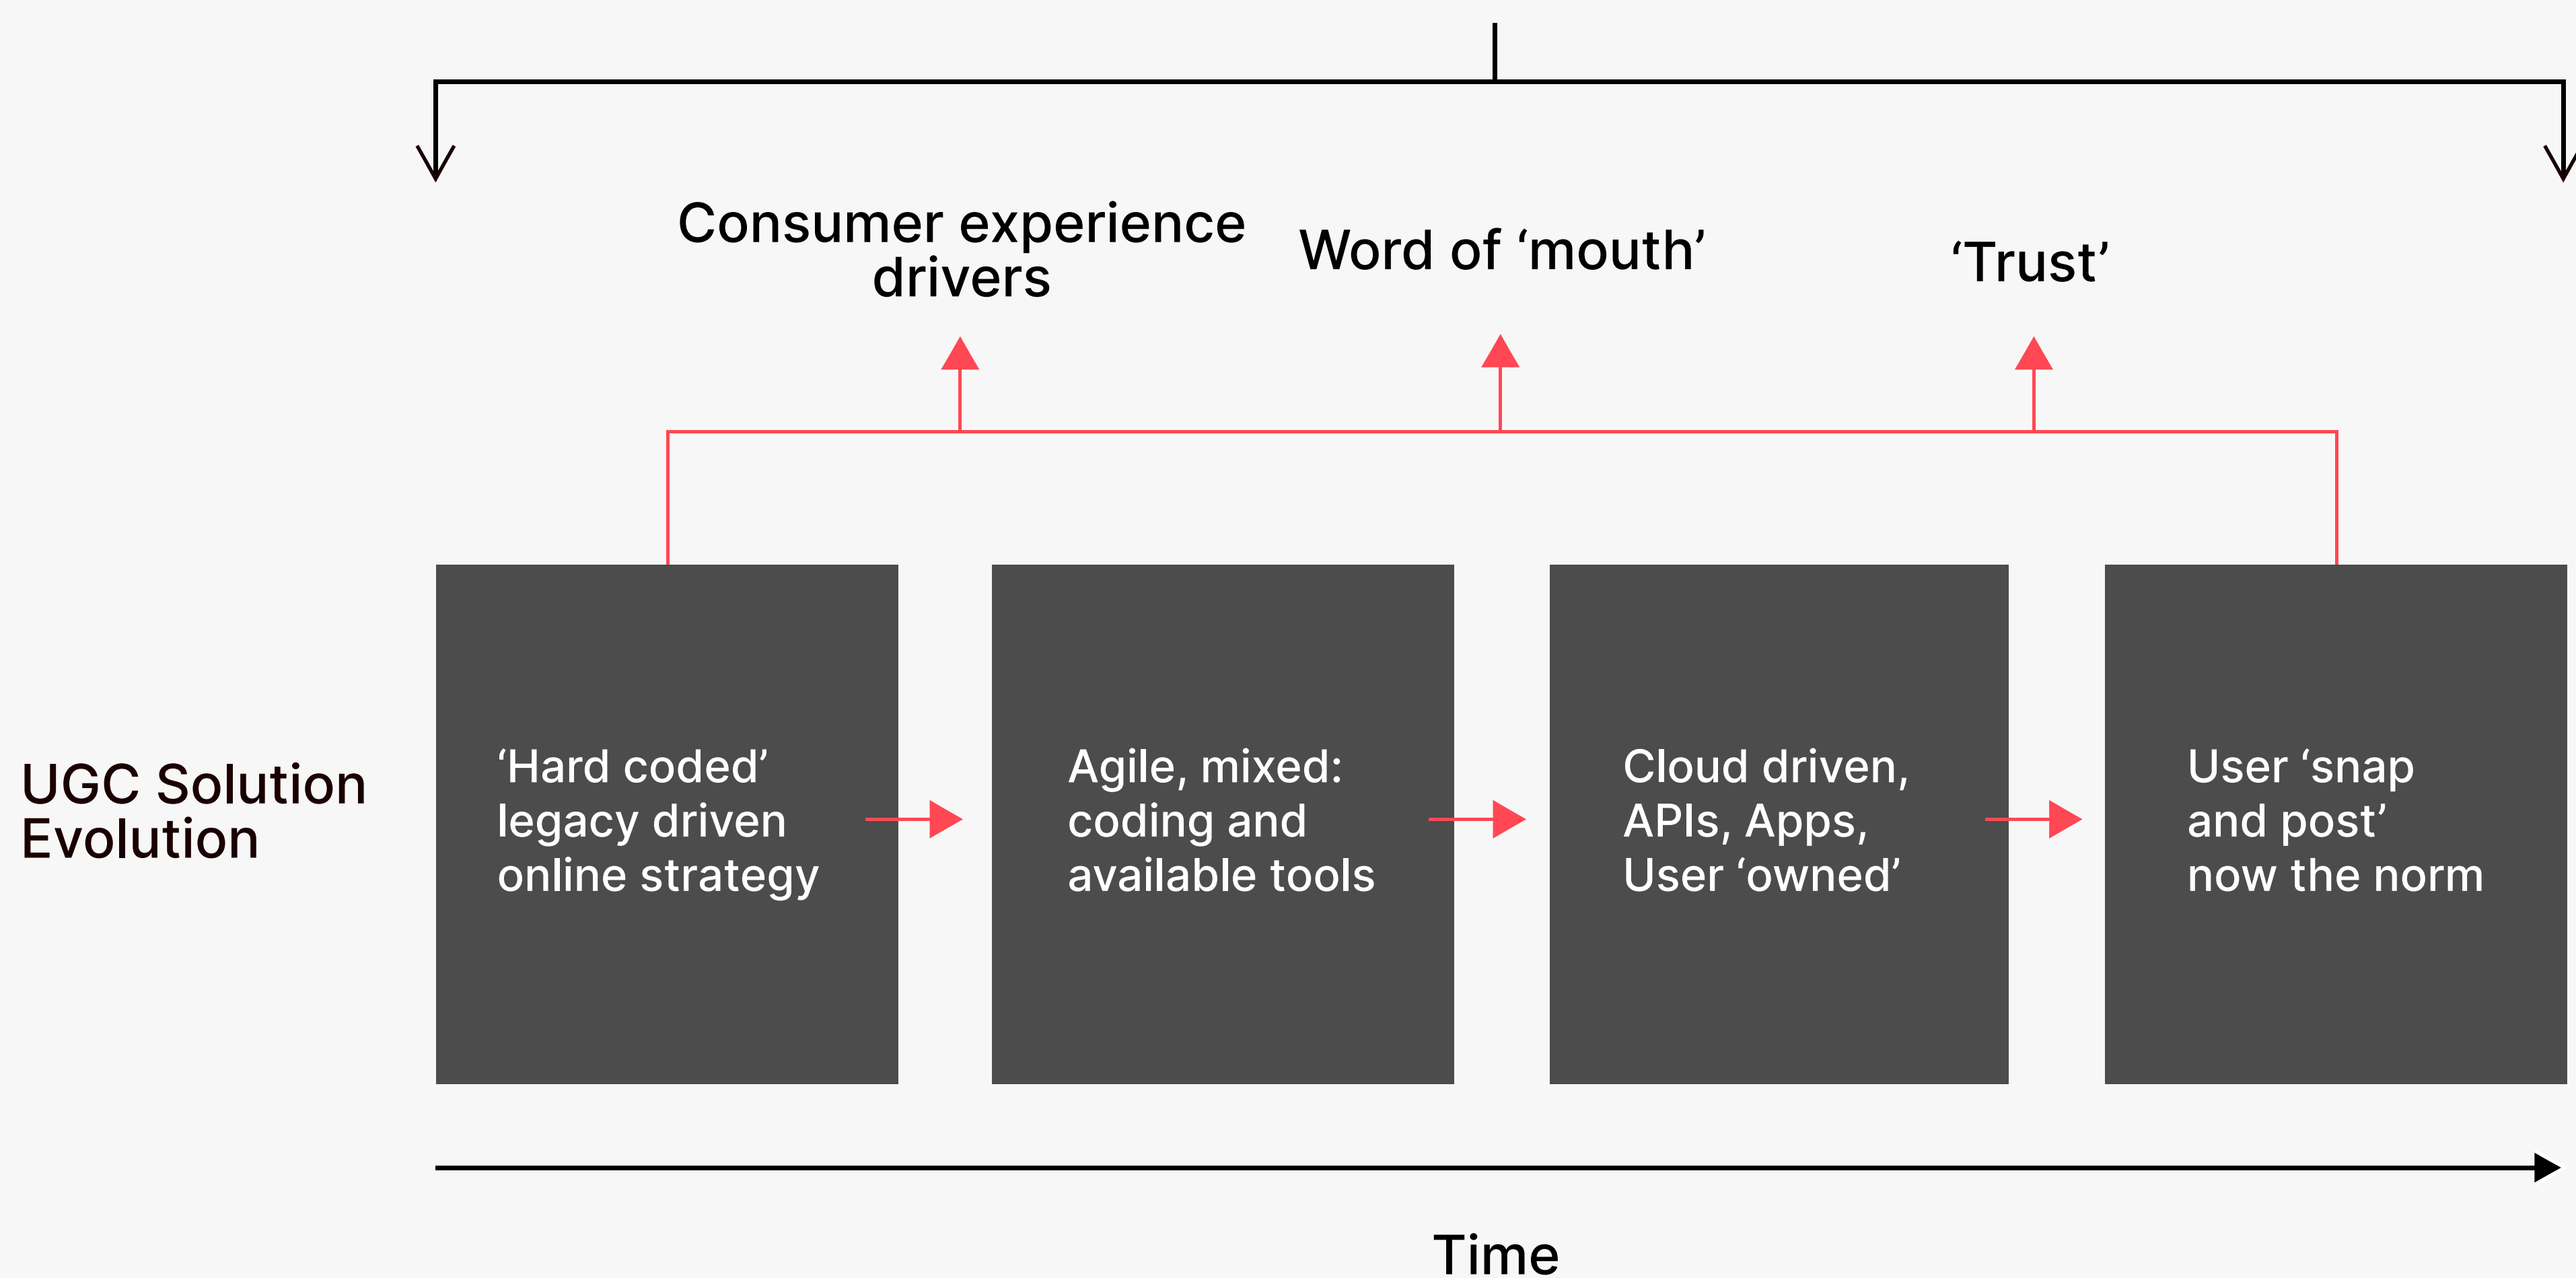 Consumer experience
drivers
Word of ‘mouth’
‘Trust’
UGC Solution
Evolution
‘Hard coded’
legacy driven
online strategy
Agile, mixed:
coding and
available tools
Cloud driven,
APIs, Apps,
User ‘owned’
User ‘snap
and post’
now the norm
Time